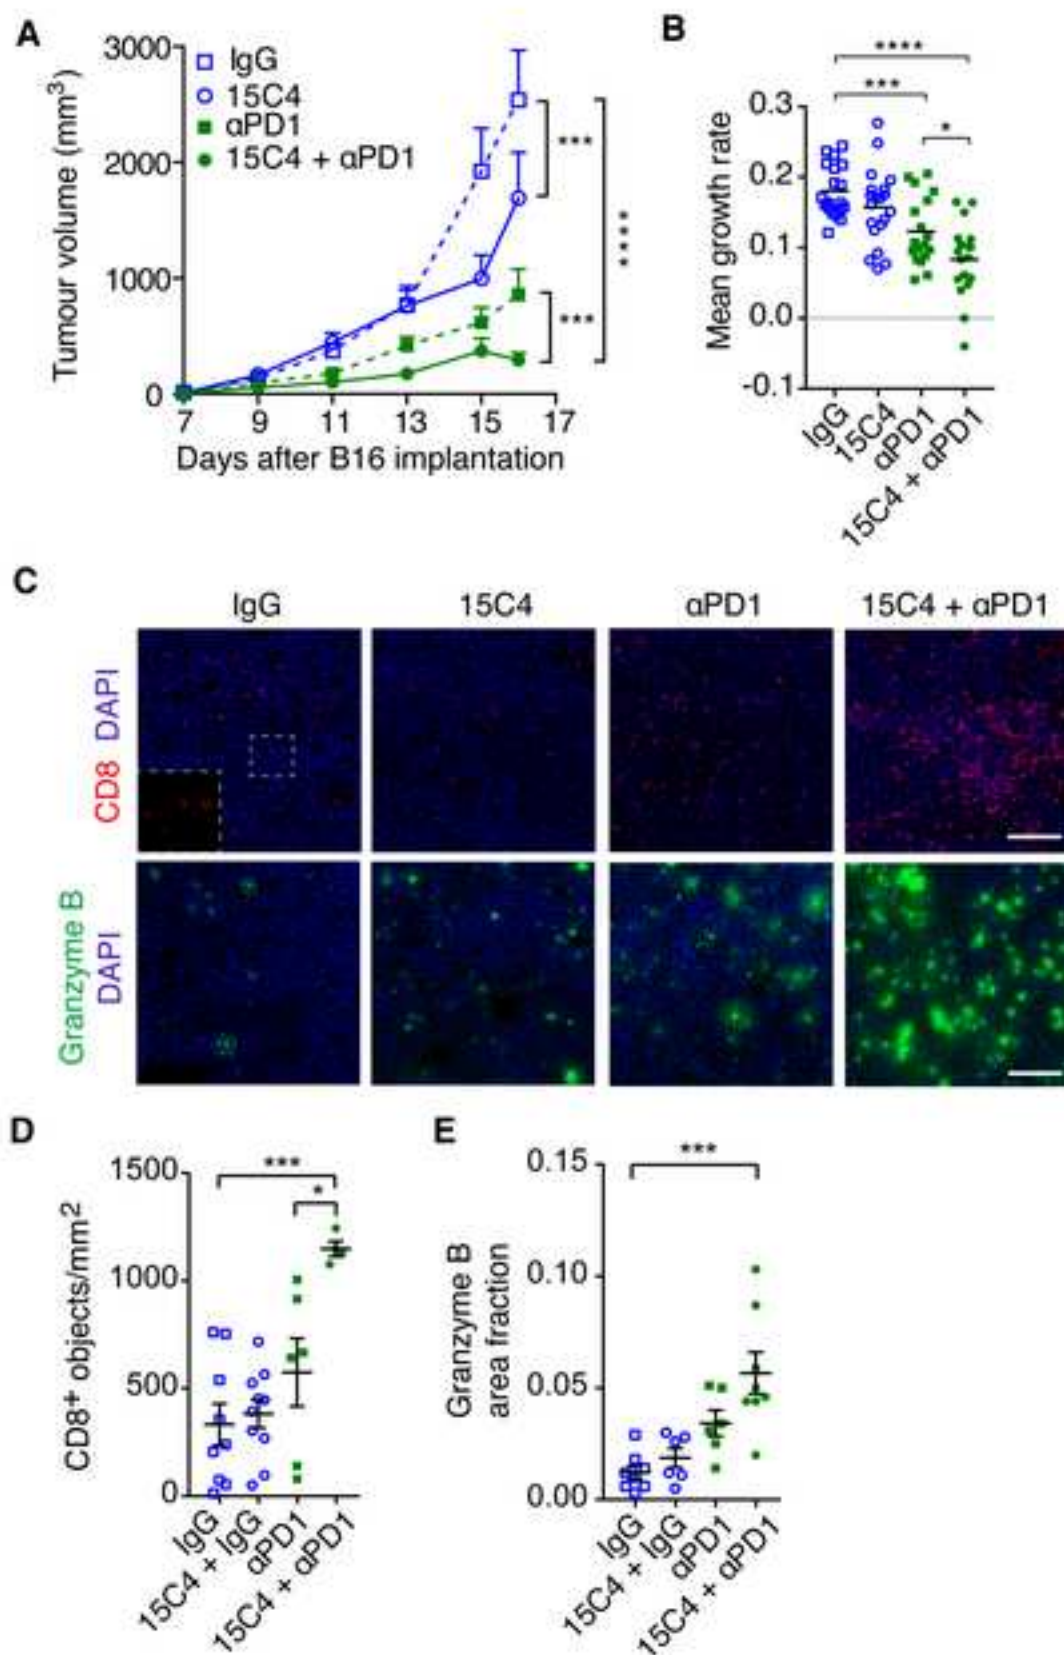 A
3000
2000
1000
0
Tumour volume (mm³)
IgG
15C4
αPD1
15C4 + αPD1
***
***
****
7 9 11 13 15 17
Days after B16 implantation
B
****
***
*
0.3
0.2
0.1
0.0
-0.1
Mean growth rate
IgG
15C4
αPD1
15C4 + αPD1
C
IgG 15C4 αPD1 15C4 + αPD1
CD8 DAPI
Granzyme B
DAPI
D
***
*
1500
1000
500
0
CD8⁺ objects/mm²
IgG
15C4 + IgG
αPD1
15C4 + αPD1
E
***
0.15
0.10
0.05
0.00
Granzyme B
area fraction
IgG
15C4 + IgG
αPD1
15C4 + αPD1